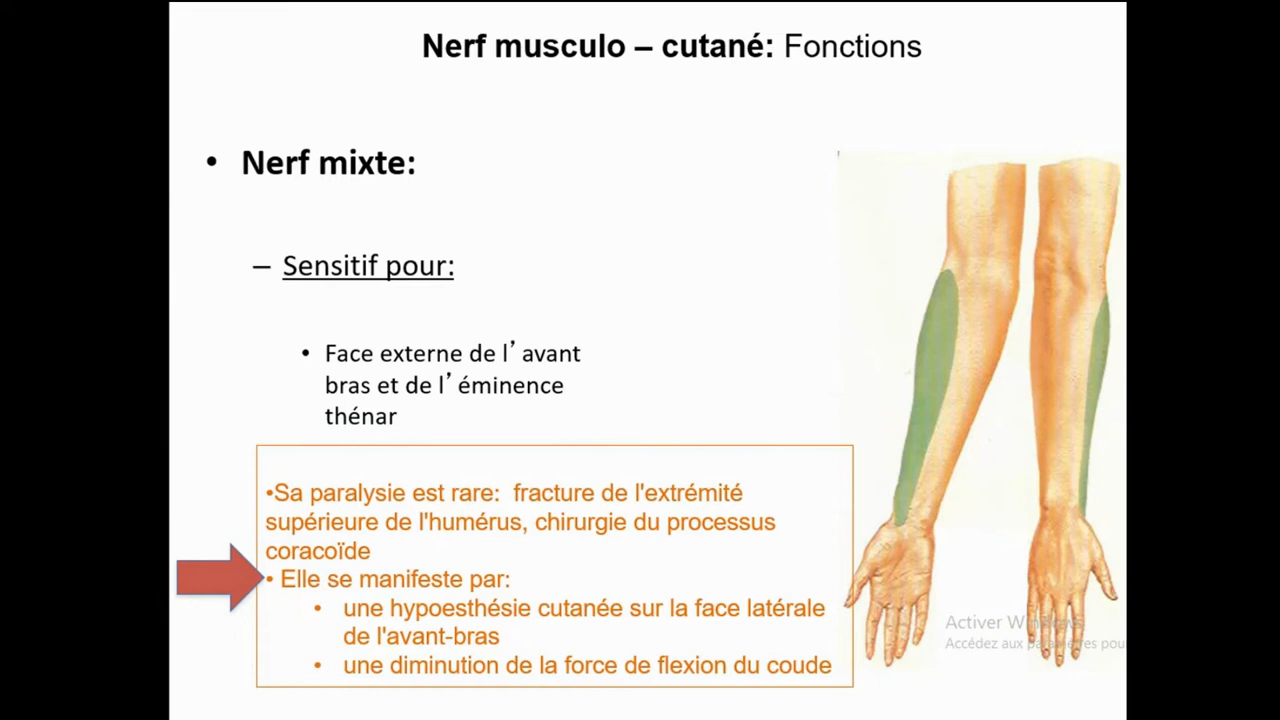 Nerf musculo – cutané: Fonctions
• Nerf mixte:
– Sensitif pour:
• Face externe de l’avant
bras et de l’éminence
thénar
•Sa paralysie est rare:  fracture de l'extrémité
supérieure de l'humérus, chirurgie du processus
coracoïde
• Elle se manifeste par:
• une hypoesthésie cutanée sur la face latérale
de l'avant-bras
• une diminution de la force de flexion du coude
Activer Windows
Accédez aux paramètres pou